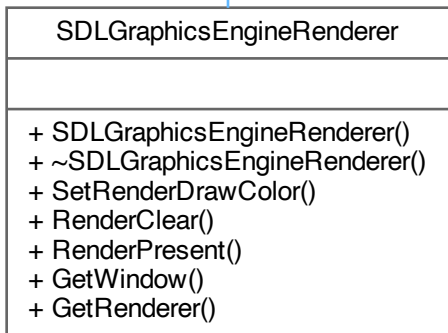 SDLGraphicsEngineRenderer
+ SDLGraphicsEngineRenderer()
+ ~SDLGraphicsEngineRenderer()
+ SetRenderDrawColor()
+ RenderClear()
+ RenderPresent()
+ GetWindow()
+ GetRenderer()